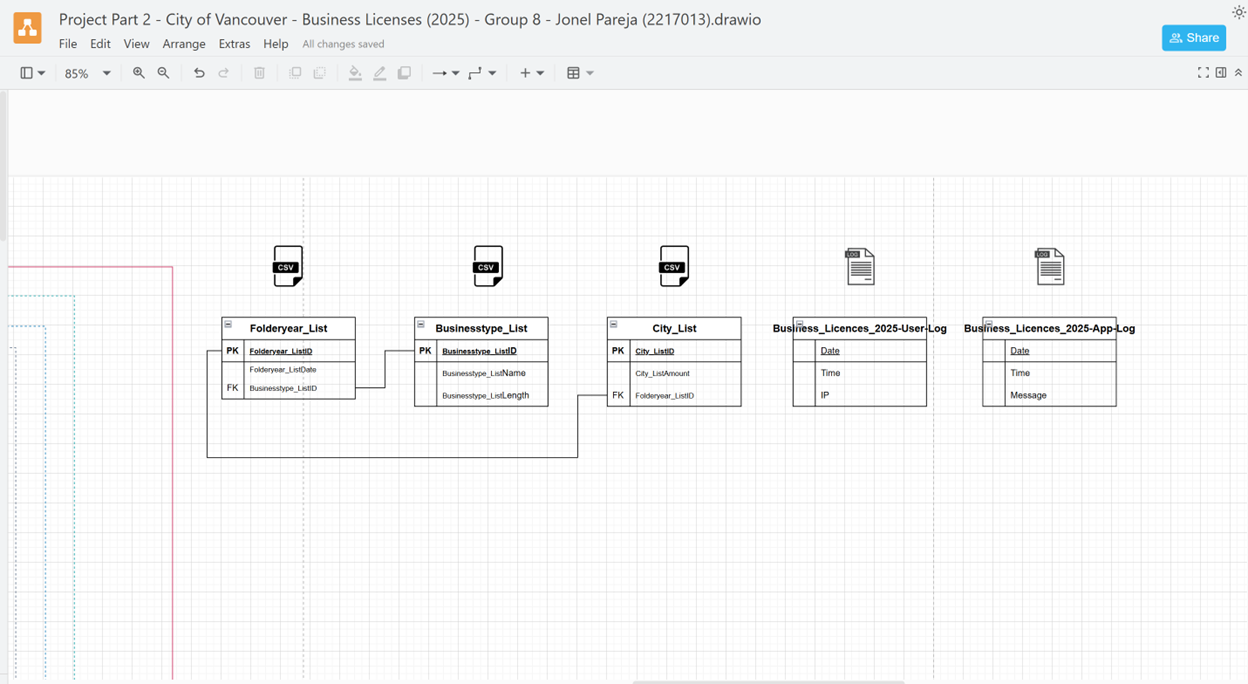 Project Part 2 - City of Vancouver - Business Licenses (2025) - Group 8 - Jonel Pareja (2217013).drawio
File Edit View Arrange Extras Help All changes saved
Share
85%
CSV CSV CSV LOG LOG
Folderyear_List
PK Folderyear_ListID
Folderyear_ListDate
FK Businesstype_ListID
Businesstype_List
PK Businesstype_ListID
Businesstype_ListName
Businesstype_ListLength
City_List
PK City_ListID
City_ListAmount
FK Folderyear_ListID
Business_Licences_2025-User-Log
Date
Time
IP
Business_Licences_2025-App-Log
Date
Time
Message